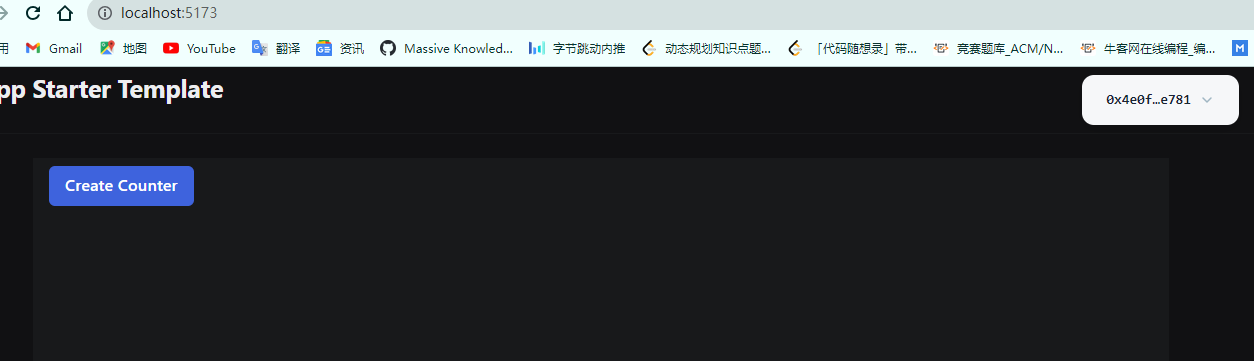 localhost:5173
用 Gmail 地图 YouTube 翻译 资讯 Massive Knowled... 字节跳动内推 动态规划知识点题... 「代码随想录」带... 竞赛题库_ACM/N... 牛客网在线编程_编...
pp Starter Template
0x4e0f…e781
Create Counter